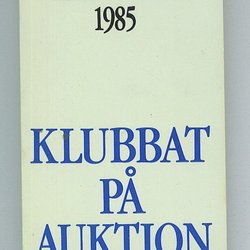 1985
KLUBBAT
PÅ
AUKTION